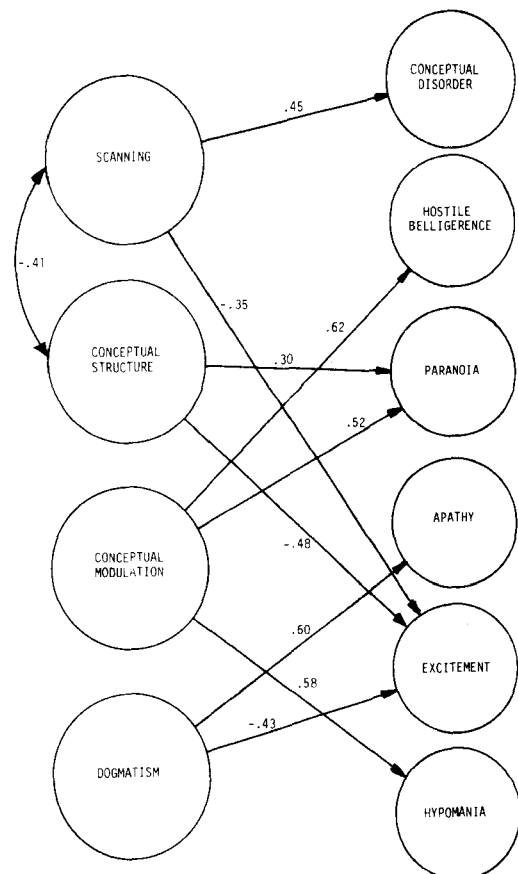 CONCEPTUAL
DISORDER
.45
SCANNING
HOSTILE
BELLIGERENCE
-.41
-.35
.62
CONCEPTUAL
STRUCTURE
.30
PARANOIA
.52
APATHY
-.48
CONCEPTUAL
MODULATION
.60
EXCITEMENT
.58
-.43
DOGMATISM
HYPOMANIA